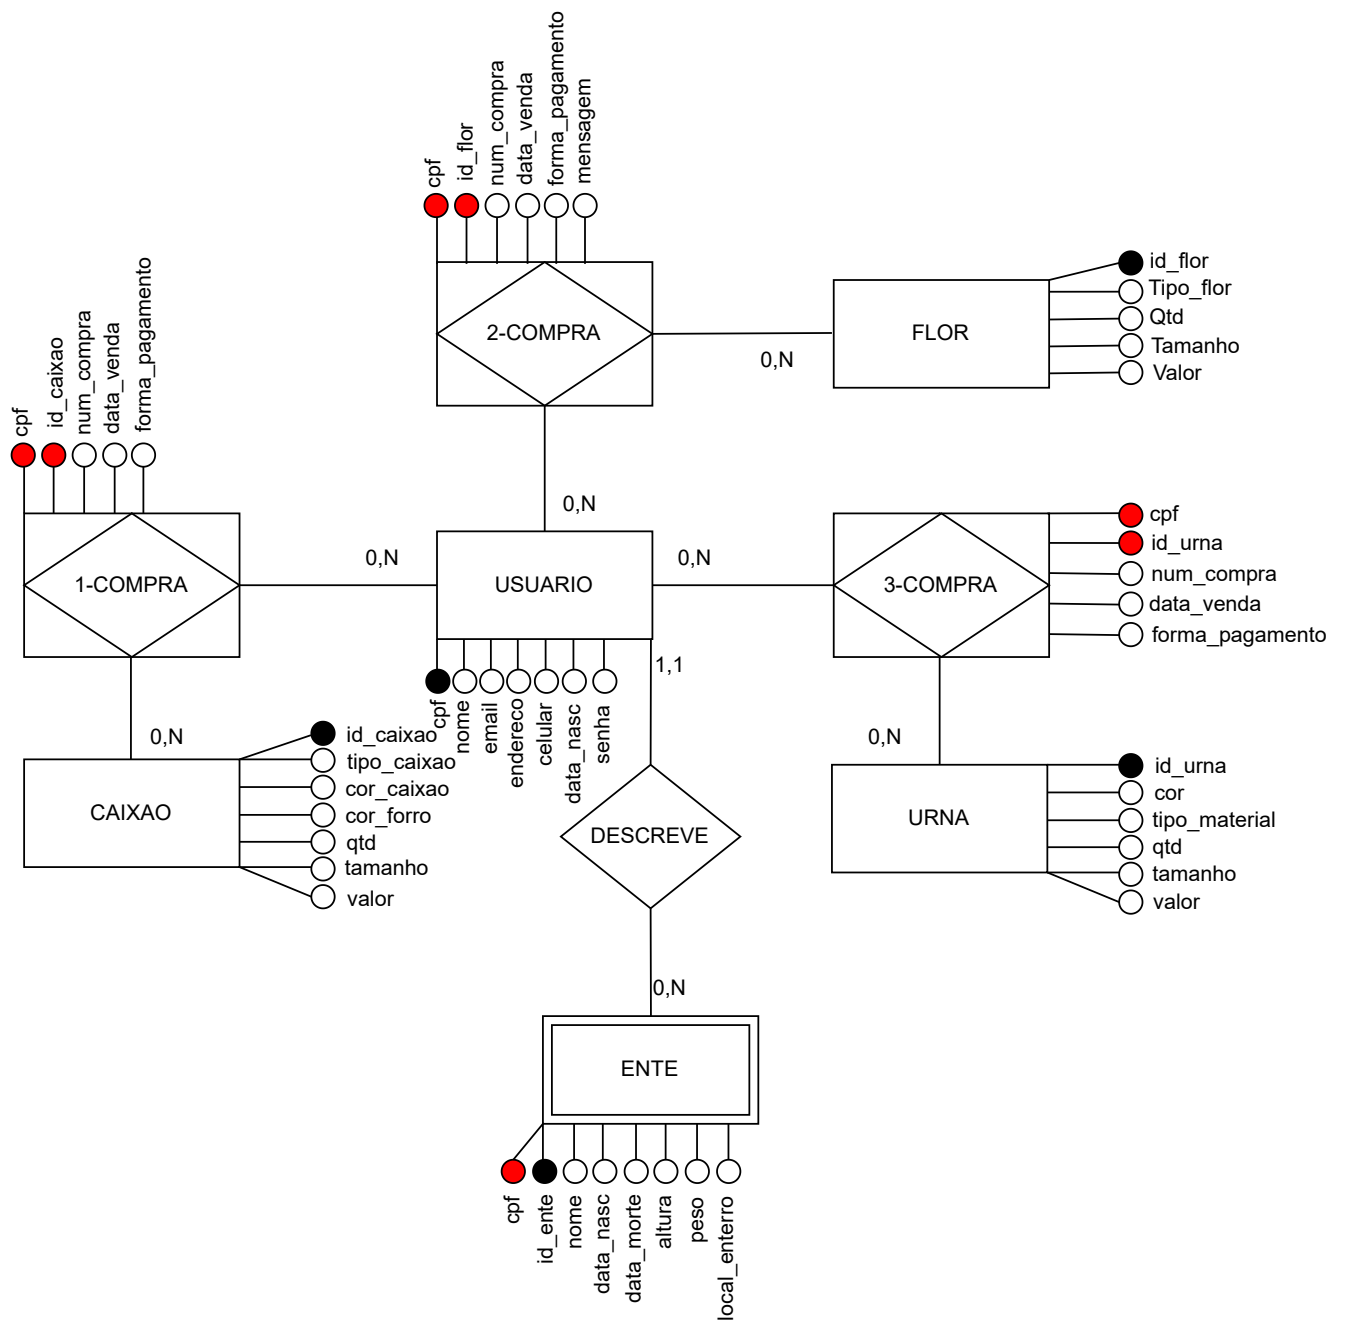 cpf
id_flor
num_compra
data_venda
forma_pagamento
mensagem
2-COMPRA
0,N
FLOR
id_flor
Tipo_flor
Qtd
Tamanho
Valor
cpf
id_caixao
num_compra
data_venda
forma_pagamento
1-COMPRA
0,N
0,N
USUARIO
0,N
3-COMPRA
cpf
id_urna
num_compra
data_venda
forma_pagamento
cpf
nome
email
endereco
celular
data_nasc
senha
1,1
0,N
CAIXAO
id_caixao
tipo_caixao
cor_caixao
cor_forro
qtd
tamanho
valor
DESCREVE
0,N
URNA
id_urna
cor
tipo_material
qtd
tamanho
valor
0,N
ENTE
cpf
id_ente
nome
data_nasc
data_morte
altura
peso
local_enterro